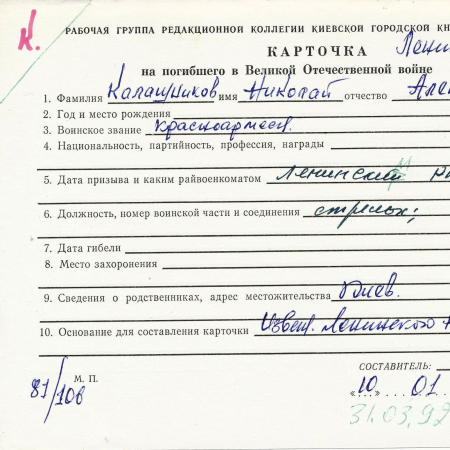 К.
РАБОЧАЯ ГРУППА РЕДАКЦИОННОЙ КОЛЛЕГИИ КИЕВСКОЙ ГОРОДСКОЙ КН
КАРТОЧКА Лени
на погибшего в Великой Отечественной войне
1. Фамилия Калашников имя Николай отчество Але
2. Год и место рождения
3. Воинское звание красноармеец.
4. Национальность, партийность, профессия, награды
5. Дата призыва и каким райвоенкоматом Ленинский
6. Должность, номер воинской части и соединения стрелок;
7. Дата гибели
8. Место захоронения
9. Сведения о родственниках, адрес местожительства Киев.
10. Основание для составления карточки Извещ. Ленинского
СОСТАВИТЕЛЬ:
М. П.
81/106
«10» 01
31.03.92